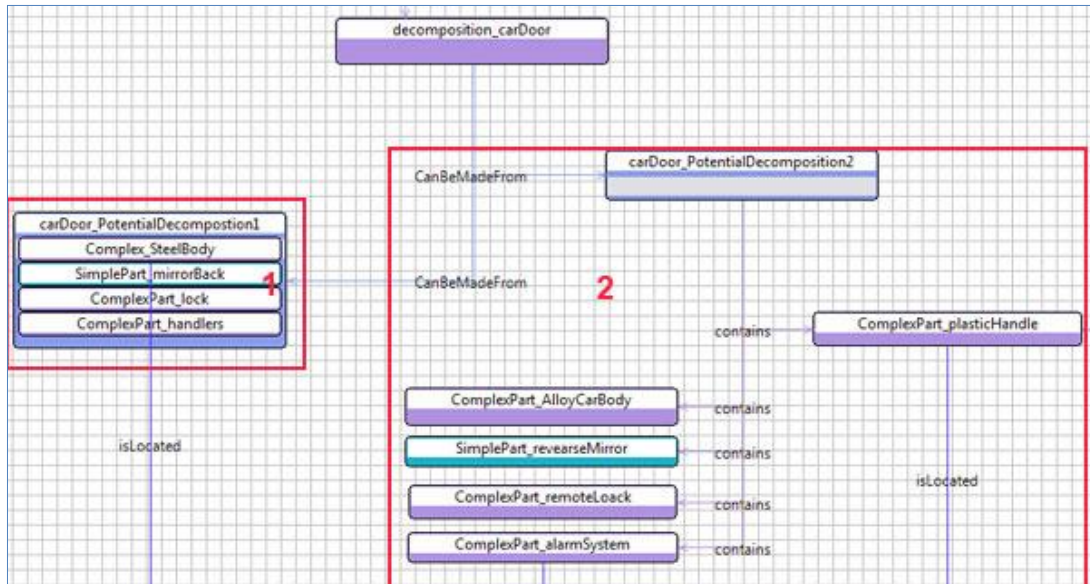 decomposition_carDoor
carDoor_PotentialDecomposition2
CanBeMadeFrom
carDoor_PotentialDecompostion1
Complex_SteelBody
SimplePart_mirrorBack
ComplexPart_lock
ComplexPart_handlers
1
CanBeMadeFrom
2
ComplexPart_plasticHandle
contains
ComplexPart_AlloyCarBody
contains
isLocated
SimplePart_revearseMirror
contains
isLocated
ComplexPart_remoteLoack
contains
ComplexPart_alarmSystem
contains